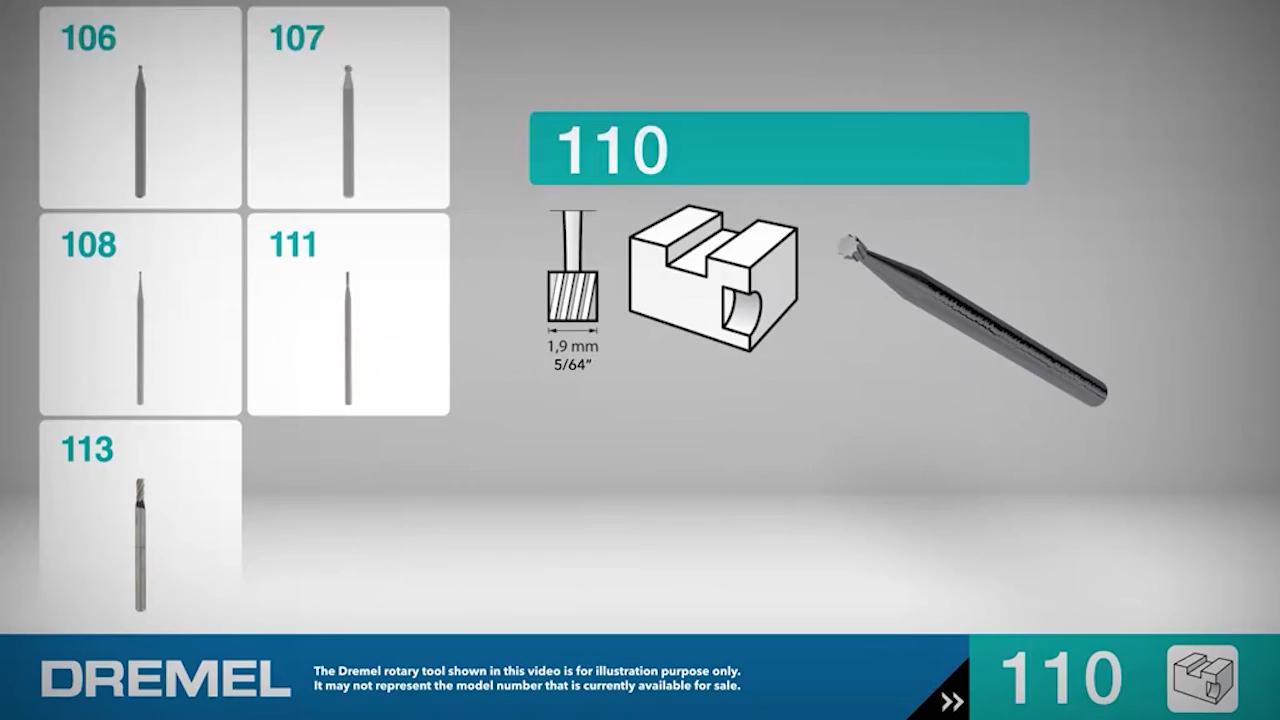 106
107
108
111
113
110
1,9 mm
5/64”
DREMEL
The Dremel rotary tool shown in this video is for illustration purpose only.
It may not represent the model number that is currently available for sale.
110